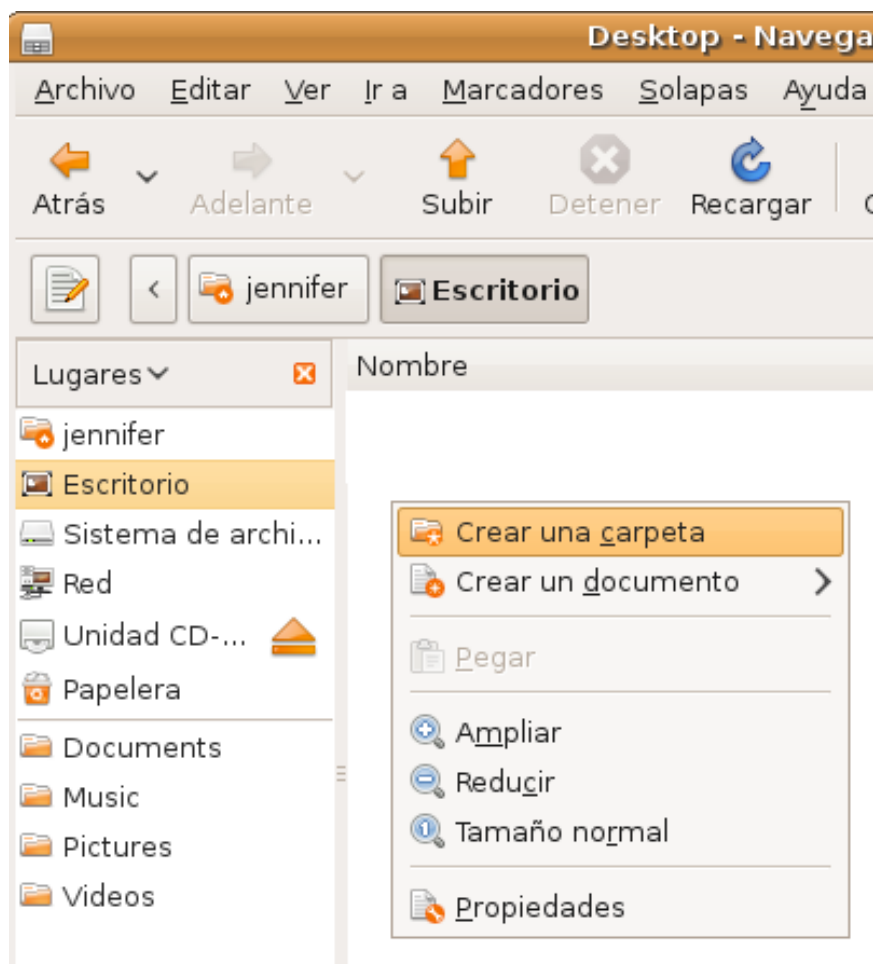 Desktop - Navega
Archivo Editar Ver Ir a Marcadores Solapas Ayuda
Atrás Adelante Subir Detener Recargar
jennifer Escritorio
Lugares Nombre
jennifer
Escritorio
Sistema de archi...
Red
Unidad CD-...
Papelera
Documents
Music
Pictures
Videos
Crear una carpeta
Crear un documento
Pegar
Ampliar
Reducir
Tamaño normal
Propiedades